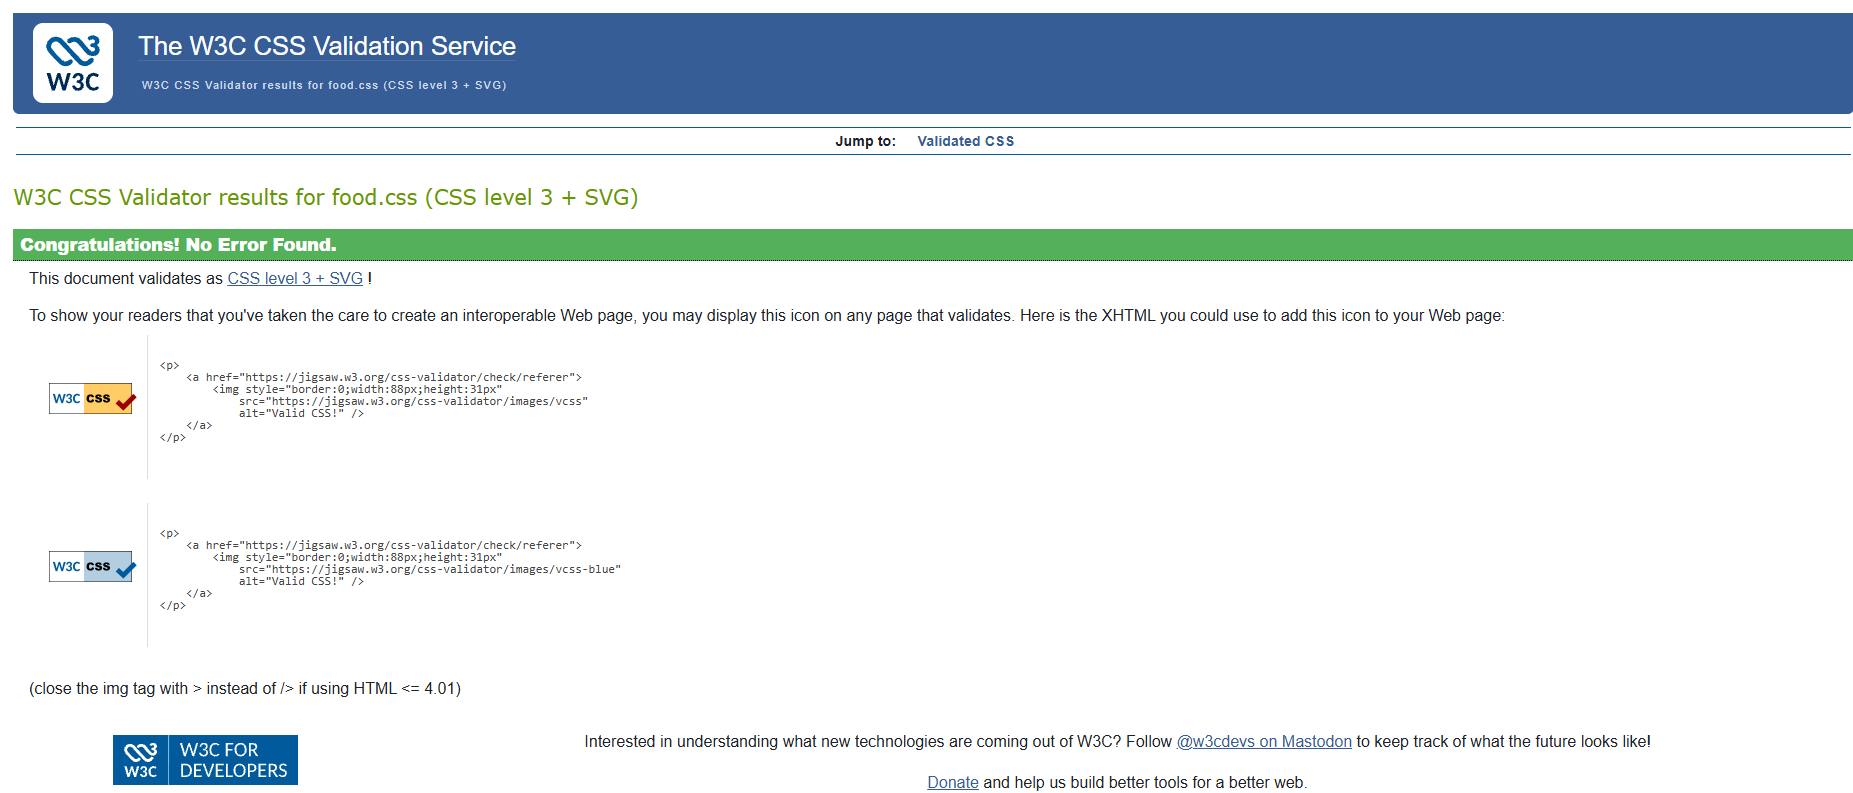 W3C
The W3C CSS Validation Service
W3C CSS Validator results for food.css (CSS level 3 + SVG)
Jump to: Validated CSS
W3C CSS Validator results for food.css (CSS level 3 + SVG)
Congratulations! No Error Found.
This document validates as CSS level 3 + SVG !
To show your readers that you've taken the care to create an interoperable Web page, you may display this icon on any page that validates. Here is the XHTML you could use to add this icon to your Web page:
W3C css
<p>
    <a href="https://jigsaw.w3.org/css-validator/check/referer">
        <img style="border:0;width:88px;height:31px"
            src="https://jigsaw.w3.org/css-validator/images/vcss"
            alt="Valid CSS!" />
    </a>
</p>
W3C css
<p>
    <a href="https://jigsaw.w3.org/css-validator/check/referer">
        <img style="border:0;width:88px;height:31px"
            src="https://jigsaw.w3.org/css-validator/images/vcss-blue"
            alt="Valid CSS!" />
    </a>
</p>
(close the img tag with > instead of /> if using HTML <= 4.01)
W3C
W3C FOR
DEVELOPERS
Interested in understanding what new technologies are coming out of W3C? Follow @w3cdevs on Mastodon to keep track of what the future looks like!
Donate and help us build better tools for a better web.